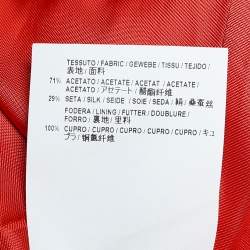 TESSUTO / FABRIC / GEWEBE / TISSU / TEJIDO /
表地 / 面料
71% ACETATO / ACETATE / ACETAT / ACETATE /
ACETATO / アセテート / 醋酯纤维
29% SETA / SILK / SEIDE / SOIE / SEDA / 絹 / 桑蚕丝
FODERA / LINING / FUTTER / DOUBLURE /
FORRO / 裏地 / 里料
100% CUPRO / CUPRO / CUPRO / CUPRO / キュ
プラ / 铜氨纤维